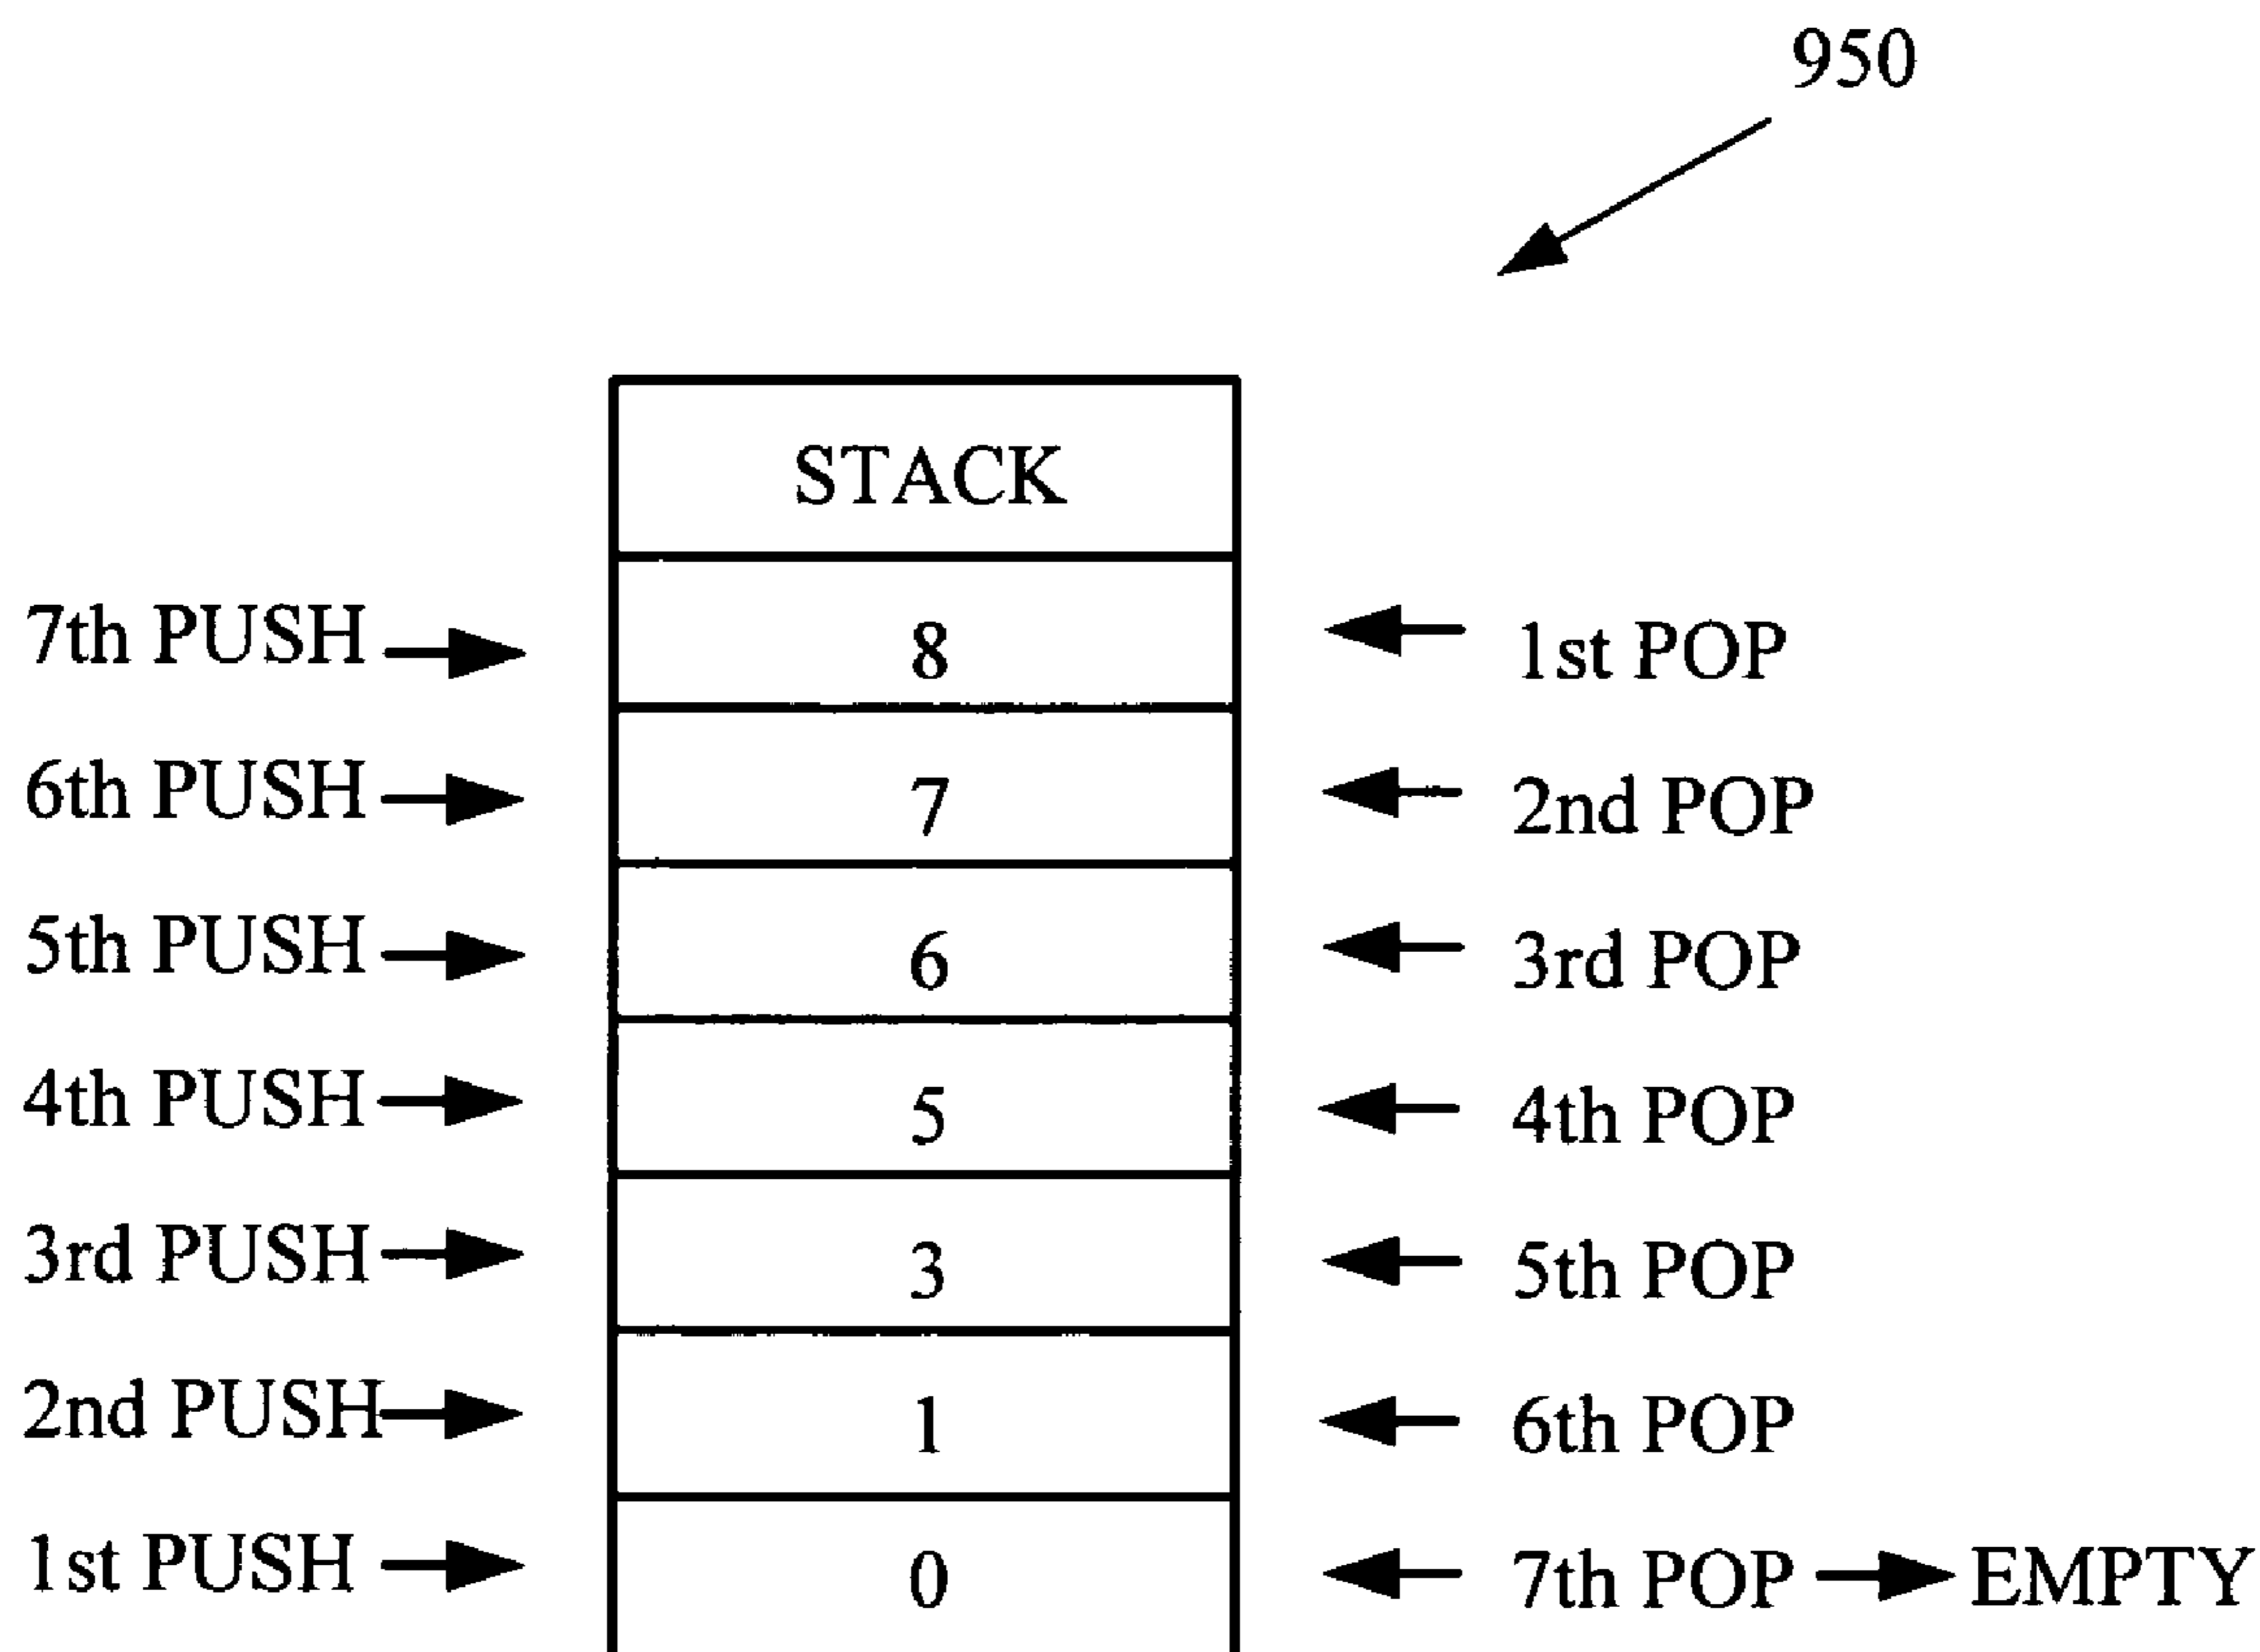 950
STACK
7th PUSH 8 1st POP
6th PUSH 7 2nd POP
5th PUSH 6 3rd POP
4th PUSH 5 4th POP
3rd PUSH 3 5th POP
2nd PUSH 1 6th POP
1st PUSH 0 7th POP EMPTY